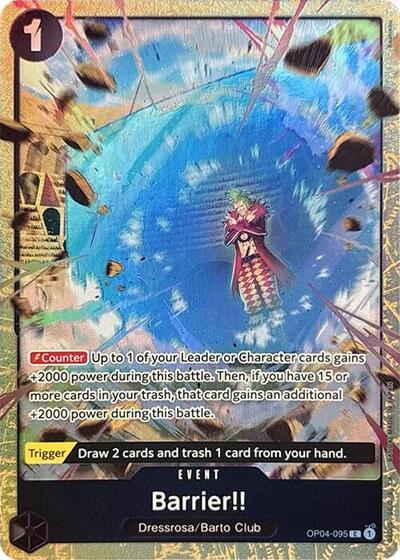 1
Counter Up to 1 of your Leader or Character cards gains
+2000 power during this battle. Then, if you have 15 or
more cards in your trash, that card gains an additional
+2000 power during this battle.
Trigger Draw 2 cards and trash 1 card from your hand.
EVENT
Barrier!!
Dressrosa/Barto Club
OP04-095 C 1